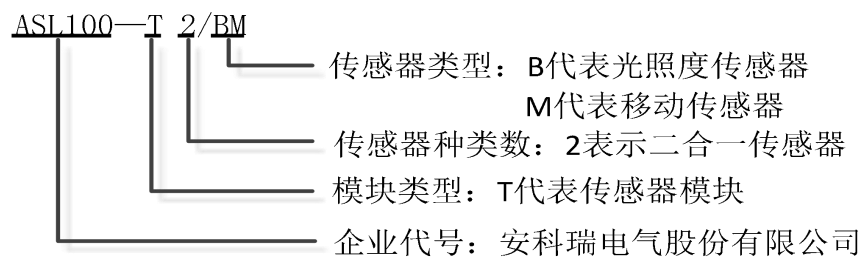 ASL100—T 2/BM
传感器类型：B代表光照度传感器
M代表移动传感器
传感器种类数：2表示二合一传感器
模块类型：T代表传感器模块
企业代号：安科瑞电气股份有限公司